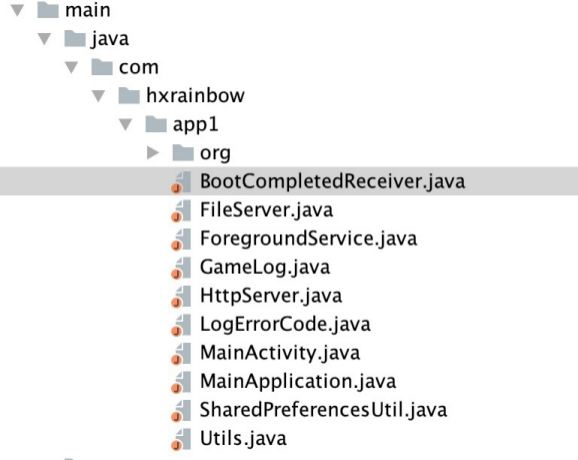 main
java
com
hxrainbow
app1
org
BootCompletedReceiver.java
FileServer.java
ForegroundService.java
GameLog.java
HttpServer.java
LogErrorCode.java
MainActivity.java
MainApplication.java
SharedPreferencesUtil.java
Utils.java